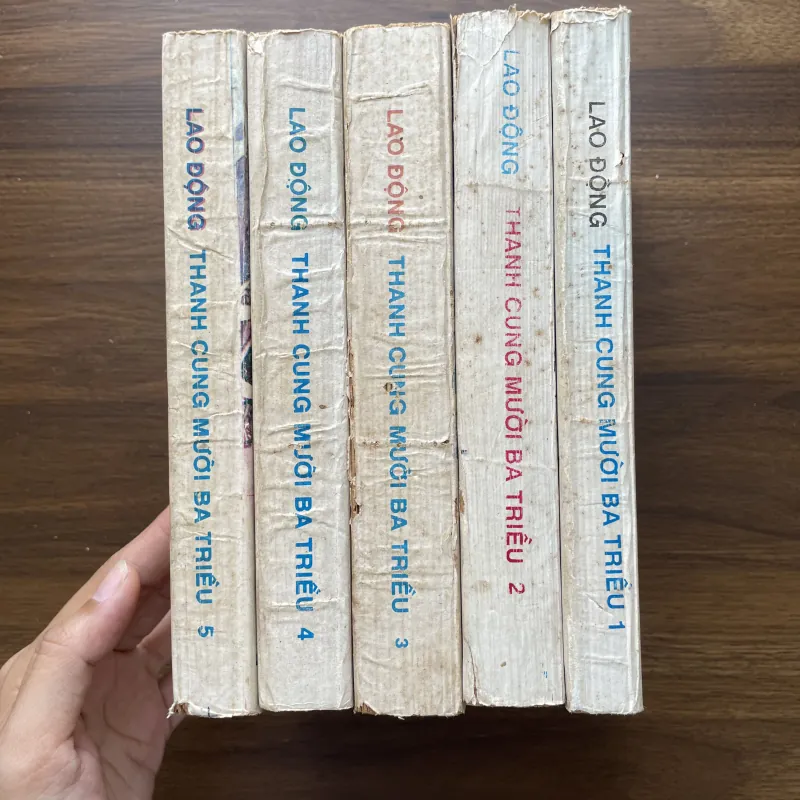 LAO ĐỘNG THANH CUNG MƯỜI BA TRIỀU 5
LAO ĐỘNG THANH CUNG MƯỜI BA TRIỀU 4
LAO ĐỘNG THANH CUNG MƯỜI BA TRIỀU 3
LAO ĐỘNG THANH CUNG MƯỜI BA TRIỀU 2
LAO ĐỘNG THANH CUNG MƯỜI BA TRIỀU 1